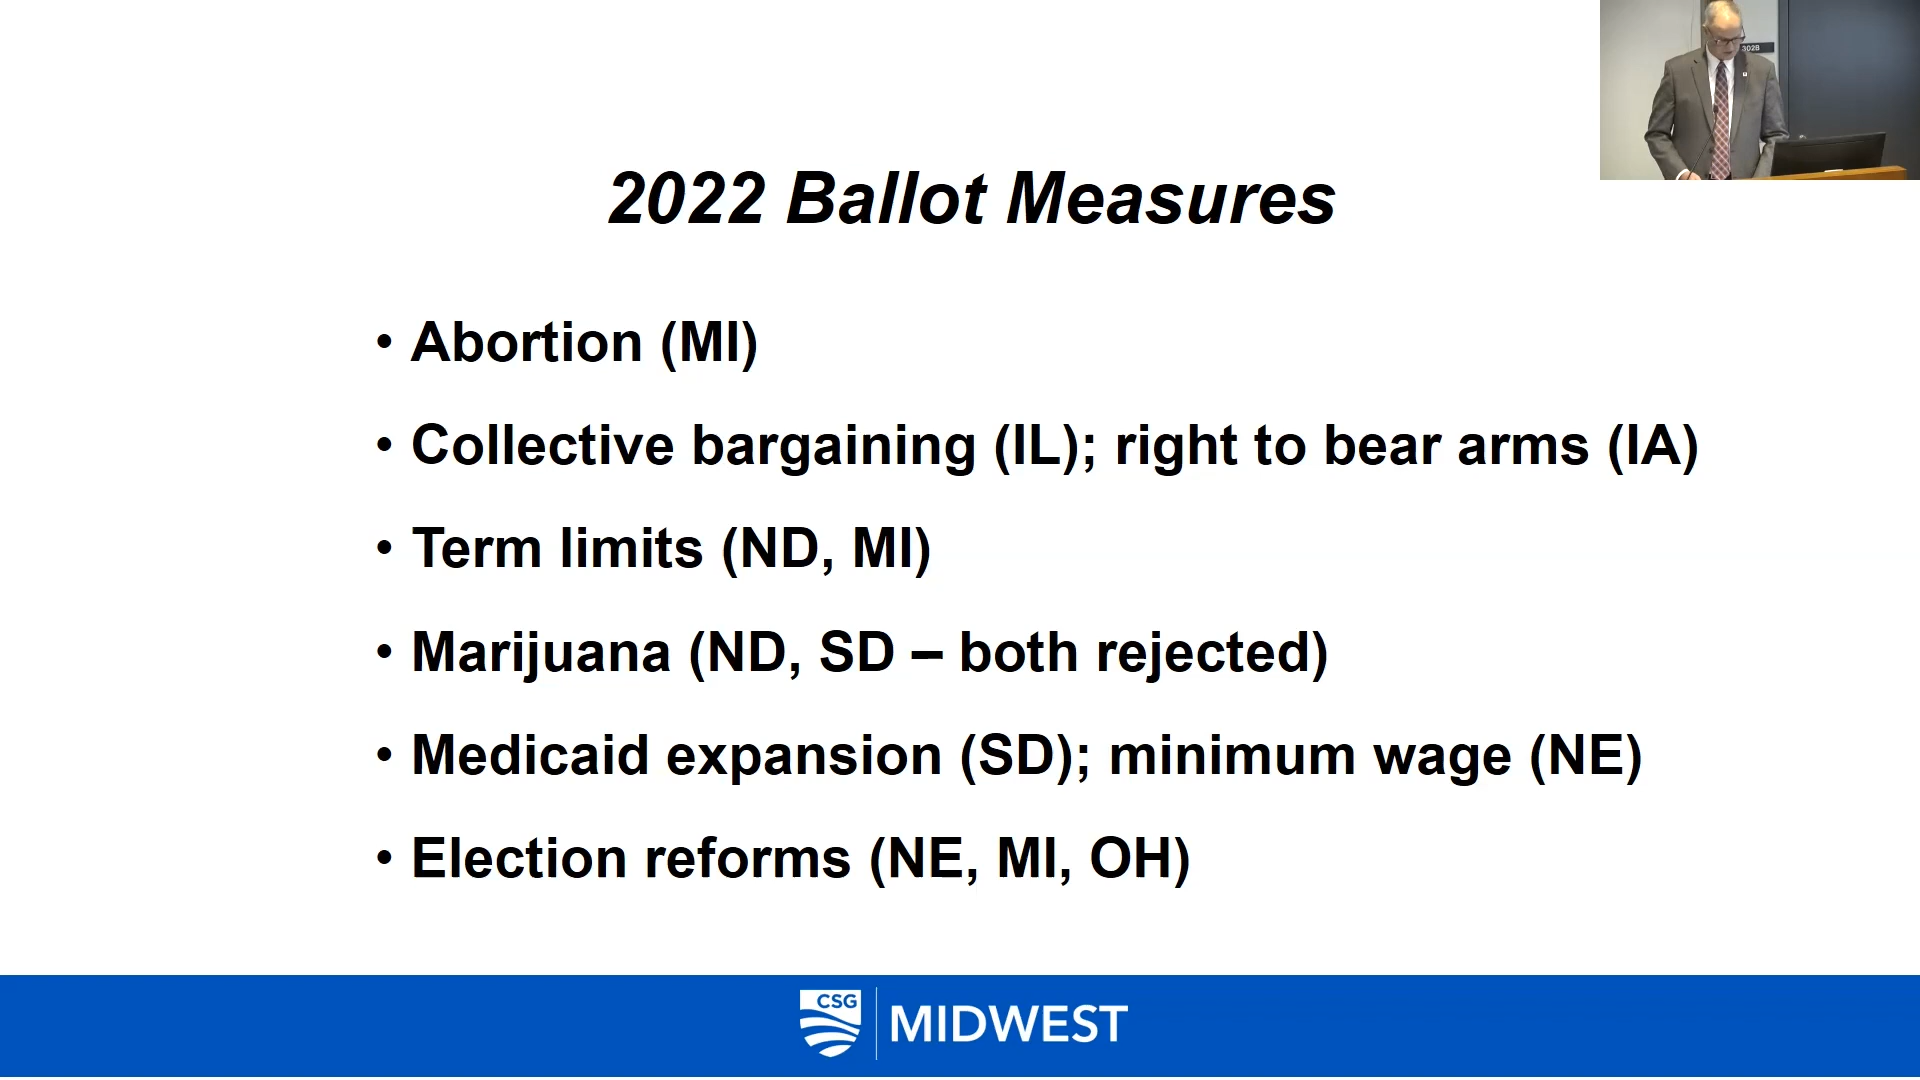 302B
2022 Ballot Measures
• Abortion (MI)
• Collective bargaining (IL); right to bear arms (IA)
• Term limits (ND, MI)
• Marijuana (ND, SD – both rejected)
• Medicaid expansion (SD); minimum wage (NE)
• Election reforms (NE, MI, OH)
CSG MIDWEST